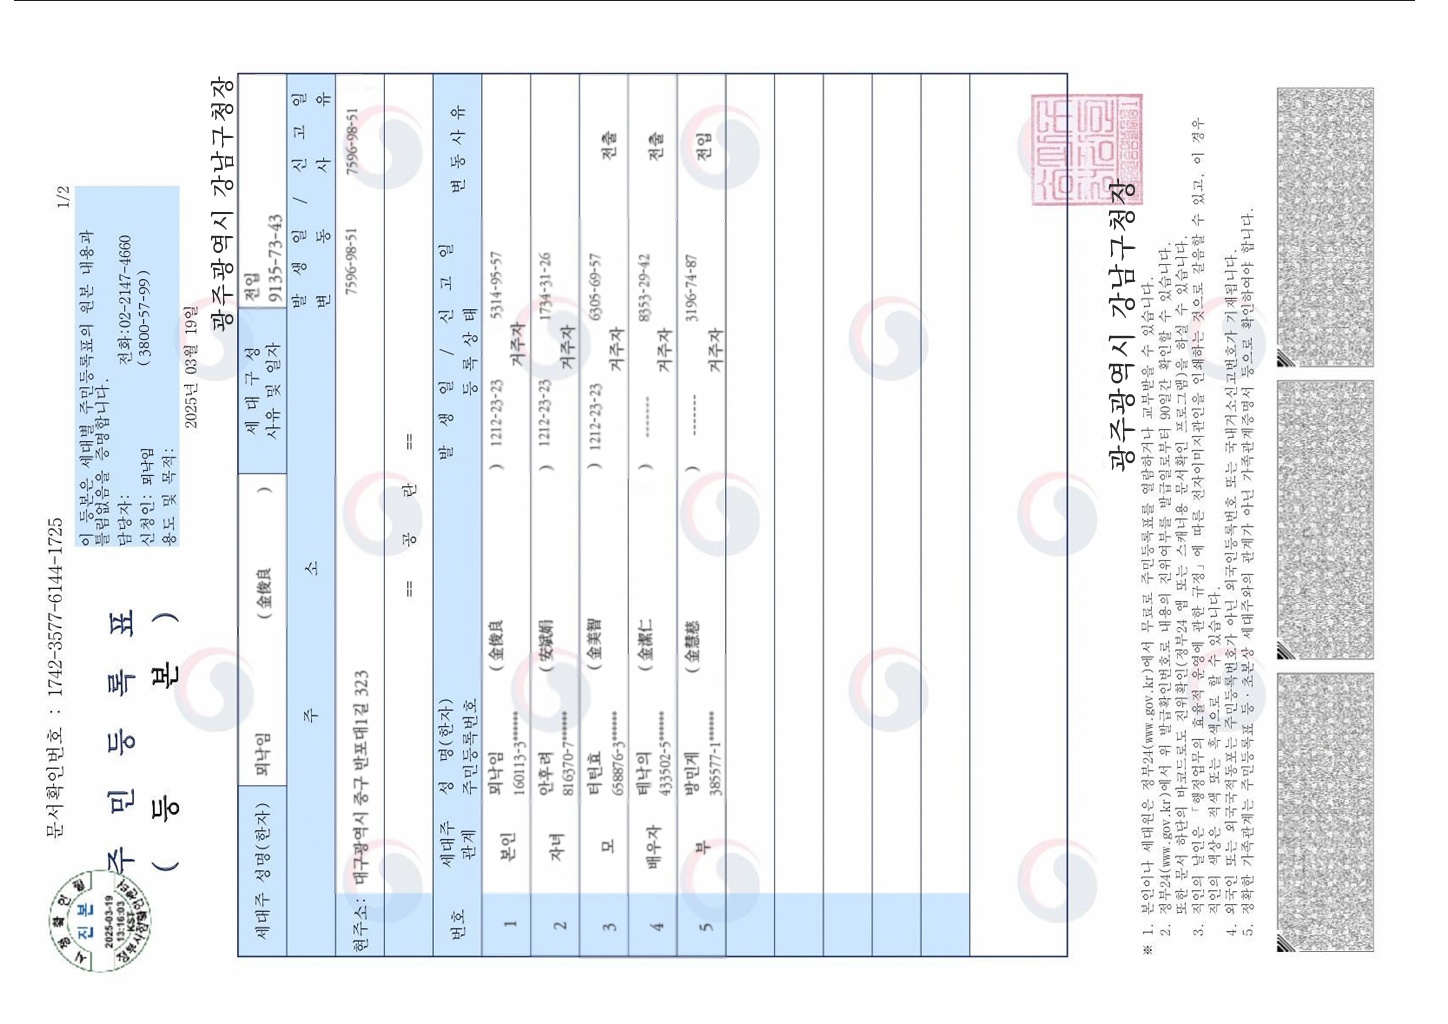 문서확인번호 : 1742-3577-6144-1725
1/2
주 민 등 록 표
( 등 본 )
이 등본은 세대별 주민등록표의 원본 내용과
틀림없음을 증명합니다.
담당자: 전화:02-2147-4660
신청인: 뫼낙임 ( 3800-57-99)
용도 및 목적:
2025년 03월 19일
광주광역시 강남구청장
시 점 확 인 필
진 본
2025-03-19
13:16:03
KST
세대주 성명(한자) 뫼낙임 ( 金俊良 )
세 대 구 성
사유 및 일자
전입
9135-73-43
주 소
발 생 일 / 신 고 일
변 동 사 유
현주소: 대구광역시 중구 반포대1길 323 7596-98-51 7596-98-51
== 공 란 ==
번호
세대주
관계
성 명(한자)
주민등록번호
발 생 일 / 신 고 일
등 록 상 태
변 동 사 유
1 본인 뫼낙임 ( 金俊良 ) 1212-23-23 5314-95-57
160113-3****** 거주자
2 자녀 안후려 ( 安斌娟 ) 1212-23-23 1734-31-26
816370-7****** 거주자
3 모 터틴효 ( 金美智 ) 1212-23-23 6305-69-57 전출
658876-3****** 거주자
4 배우자 테낙의 ( 金潔仁 ) ------- 8353-29-42 전출
433502-5****** 거주자
5 부 방민게 ( 金慧慈 ) ------- 3196-74-87 전입
385577-1****** 거주자
광주광역시 강남구청장
※ 1. 본인이나 세대원은 정부24(www.gov.kr)에서 무료로 주민등록표를 열람하거나 교부받을 수 있습니다.
2. 정부24(www.gov.kr)에서 위 발급확인번호로 내용의 진위여부를 발급일로부터 90일간 확인할 수 있습니다.
또한 문서 하단의 바코드로도 진위확인(정부24 앱 또는 스캐너용 문서확인 프로그램)을 하실 수 있습니다.
3. 직인의 날인은 「행정업무의 효율적 운영에 관한 규정」에 따른 전자이미지관인을 인쇄하는 것으로 갈음할 수 있고, 이 경우
직인의 색상은 적색 또는 흑색으로 할 수 있습니다.
4. 외국인 또는 외국국적동포는 주민등록번호가 아닌 외국인등록번호 또는 국내거소신고번호가 기재됩니다.
5. 정확한 가족관계는 주민등록표 등·초본상 세대주와의 관계가 아닌 가족관계증명서 등으로 확인하여야 합니다.